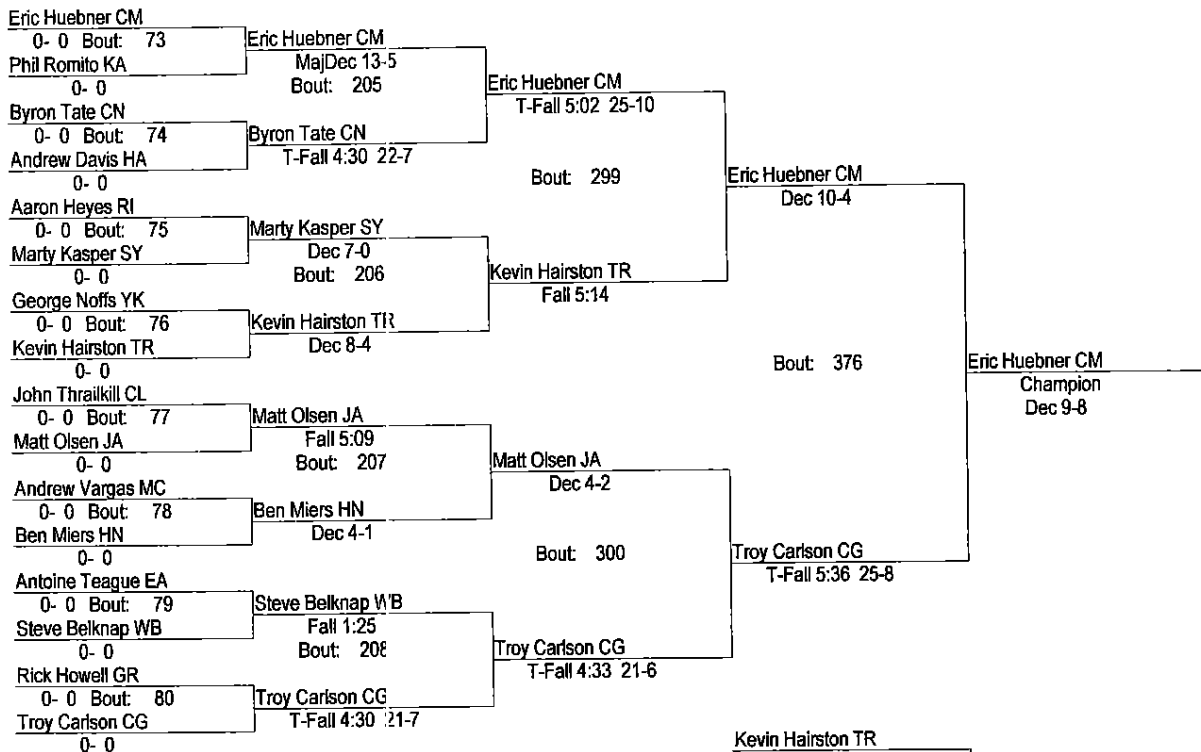 Eric Huebner CM
0- 0 Bout: 73
Phil Romito KA
0- 0
Byron Tate CN
0- 0 Bout: 74
Andrew Davis HA
0- 0
Aaron Heyes RI
0- 0 Bout: 75
Marty Kasper SY
0- 0
George Noffs YK
0- 0 Bout: 76
Kevin Hairston TR
0- 0
John Thrailkill CL
0- 0 Bout: 77
Matt Olsen JA
0- 0
Andrew Vargas MC
0- 0 Bout: 78
Ben Miers HN
0- 0
Antoine Teague EA
0- 0 Bout: 79
Steve Belknap WB
0- 0
Rick Howell GR
0- 0 Bout: 80
Troy Carlson CG
0- 0
Eric Huebner CM
MajDec 13-5
Bout: 205
Byron Tate CN
T-Fall 4:30 22-7
Marty Kasper SY
Dec 7-0
Bout: 206
Kevin Hairston TR
Dec 8-4
Matt Olsen JA
Fall 5:09
Bout: 207
Ben Miers HN
Dec 4-1
Steve Belknap WB
Fall 1:25
Bout: 208
Troy Carlson CG
T-Fall 4:30 21-7
Eric Huebner CM
T-Fall 5:02 25-10
Bout: 299
Kevin Hairston TR
Fall 5:14
Matt Olsen JA
Dec 4-2
Bout: 300
Troy Carlson CG
T-Fall 4:33 21-6
Eric Huebner CM
Dec 10-4
Bout: 376
Troy Carlson CG
T-Fall 5:36 25-8
Eric Huebner CM
Champion
Dec 9-8
Kevin Hairston TR